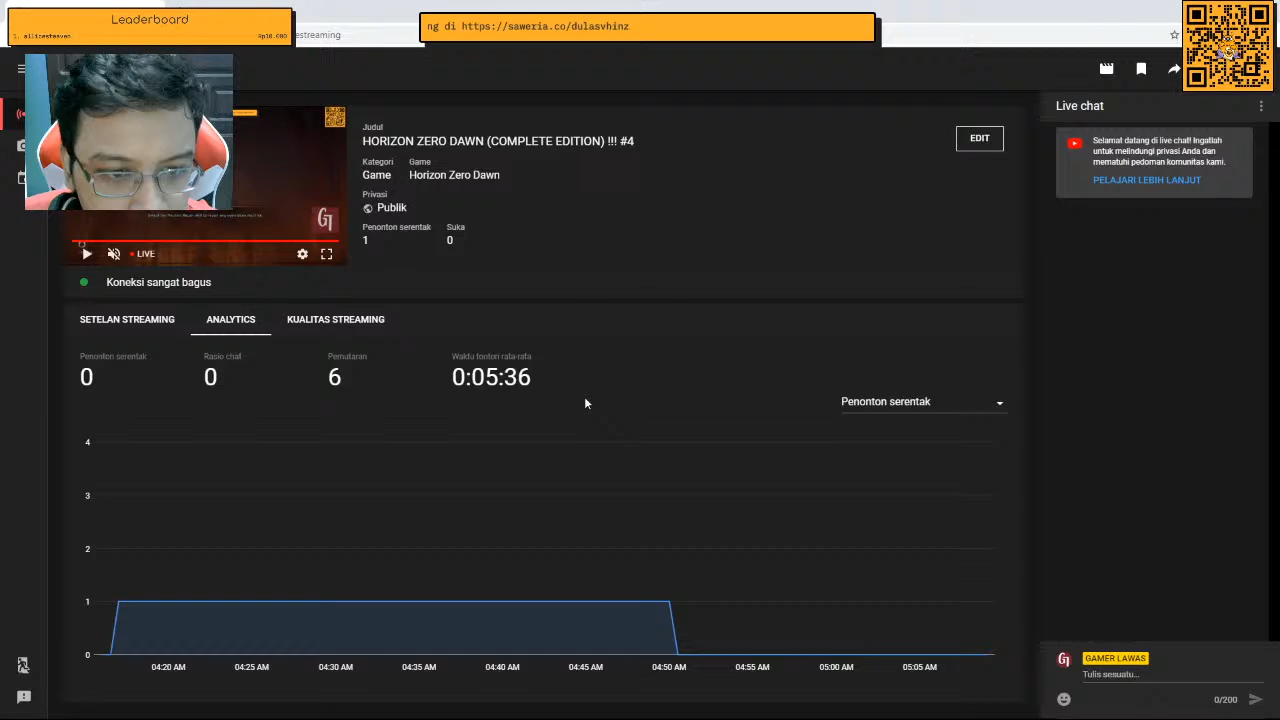 Leaderboard
1. allicesteaven Rp10.000
ng di https://saweria.co/dulasvhinz
estreaming
Judul
HORIZON ZERO DAWN (COMPLETE EDITION) !!! #4
EDIT
Kategori Game
Game Horizon Zero Dawn
Privasi
Publik
Penonton serentak Suka
1 0
LIVE
Koneksi sangat bagus
SETELAN STREAMING ANALYTICS KUALITAS STREAMING
Penonton serentak Rasio chat Pemutaran Waktu tonton rata-rata
0 0 6 0:05:36
Penonton serentak
4
3
2
1
0
04:20 AM 04:25 AM 04:30 AM 04:35 AM 04:40 AM 04:45 AM 04:50 AM 04:55 AM 05:00 AM 05:05 AM
Live chat
Selamat datang di live chat! Ingatlah
untuk melindungi privasi Anda dan
mematuhi pedoman komunitas kami.
PELAJARI LEBIH LANJUT
GAMER LAWAS
Tulis sesuatu...
0/200